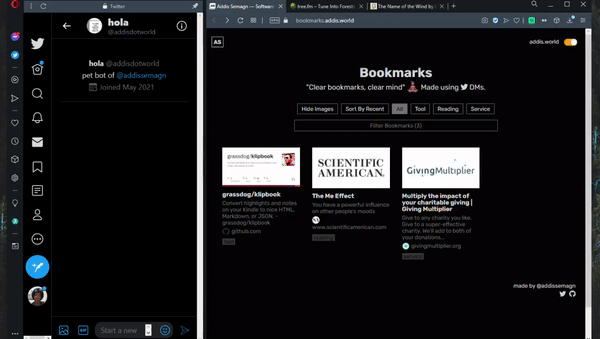 Twitter
hola
@addisdotworld
hola @addisdotworld
pet bot of @addissemagn
Joined May 2021
GIF
Start a new
Addis Semagn — Software
tree.fm – Tune Into Forests
The Name of the Wind by
bookmarks.addis.world
AS
addis.world
Bookmarks
"Clear bookmarks, clear mind" Made using DMs.
Hide Images
Sort By Recent
All
Tool
Reading
Service
Filter Bookmarks (3)
grassdog/klipbook
SCIENTIFIC
AMERICAN
GivingMultiplier
grassdog/klipbook
Convert highlights and notes
on your Kindle to nice HTML,
Markdown, or JSON. -
grassdog/klipbook
github.com
tool
The Me Effect
You have a powerful influence
on other people's moods
www.scientificamerican.com
reading
Multiply the impact of
your charitable giving |
Giving Multiplier
Give to any charity you like.
Give to a super-effective
charity. We'll add to both of
your donations...
givingmultiplier.org
service
made by @addissemagn